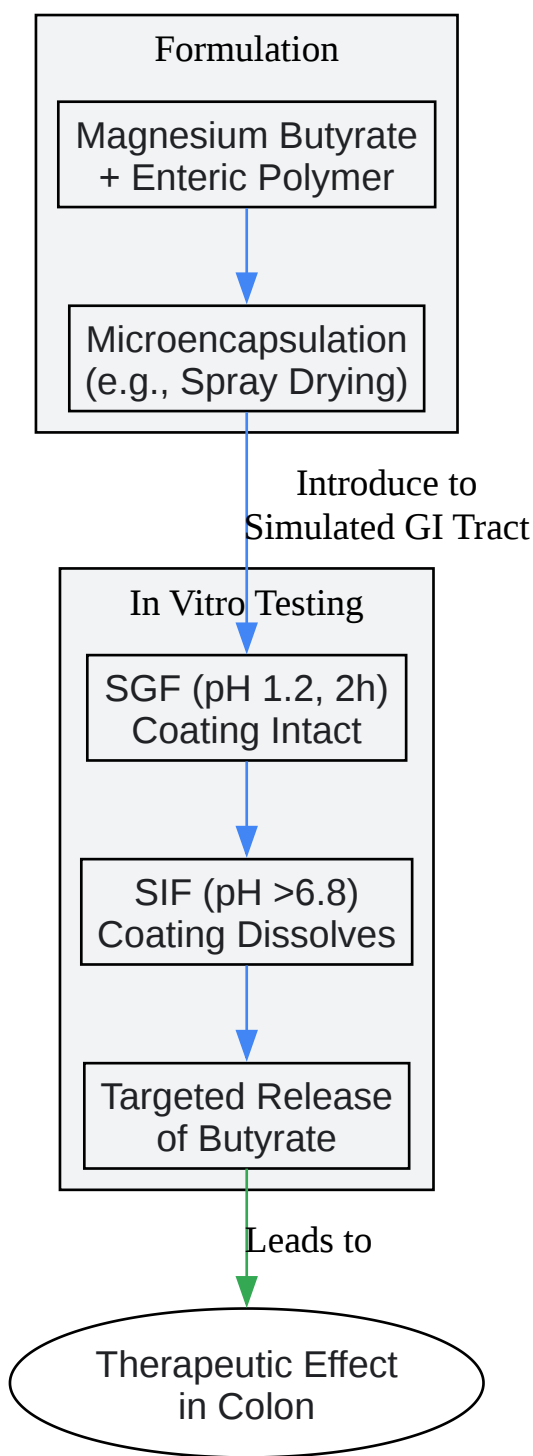 Formulation
Magnesium Butyrate
+ Enteric Polymer
Microencapsulation
(e.g., Spray Drying)
Introduce to
Simulated GI Tract
In Vitro Testing
SGF (pH 1.2, 2h)
Coating Intact
SIF (pH >6.8)
Coating Dissolves
Targeted Release
of Butyrate
Leads to
Therapeutic Effect
in Colon